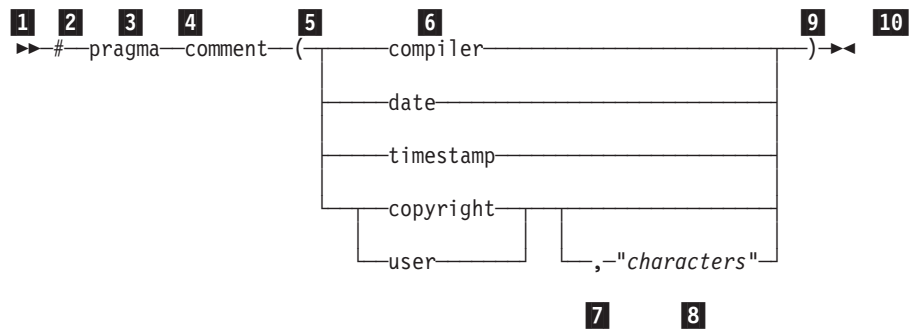 1 2 3 4 5 6 9 10
►►─#──pragma──comment──(──compiler──)─►◄
date
timestamp
copyright
user , "characters"
7 8